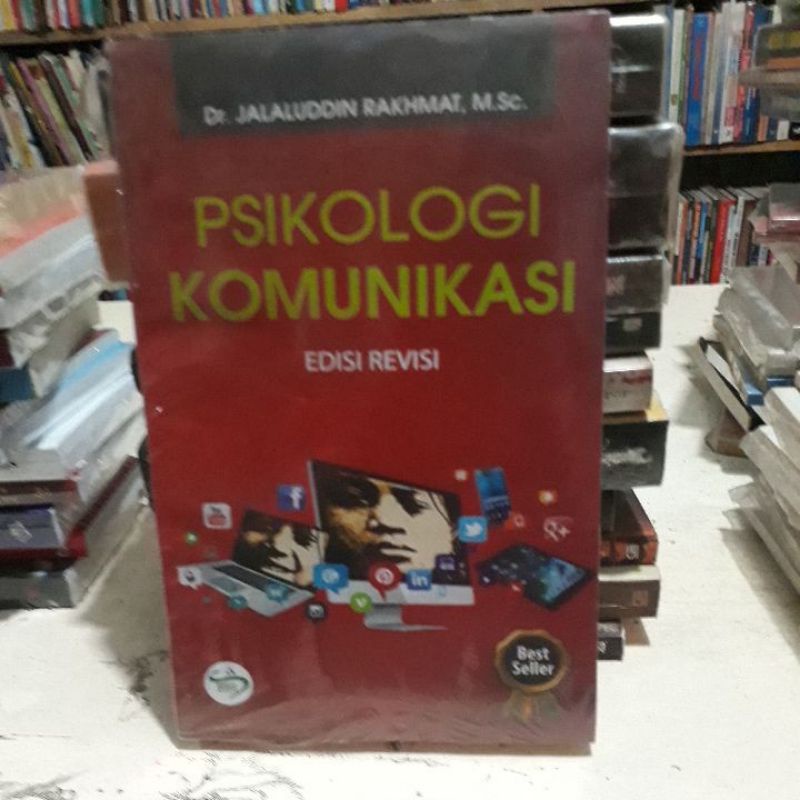 Dr. JALALUDDIN RAKHMAT, M.Sc.
PSIKOLOGI
KOMUNIKASI
EDISI REVISI
Best
Seller